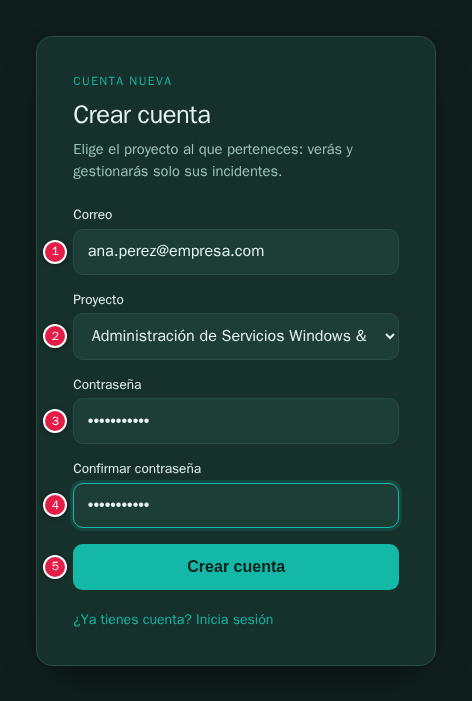 CUENTA NUEVA
Crear cuenta
Elige el proyecto al que perteneces: verás y
gestionarás solo sus incidentes.
Correo
1 ana.perez@empresa.com
Proyecto
2 Administración de Servicios Windows &
Contraseña
3 •••••••••••
Confirmar contraseña
4 •••••••••••
5 Crear cuenta
¿Ya tienes cuenta? Inicia sesión